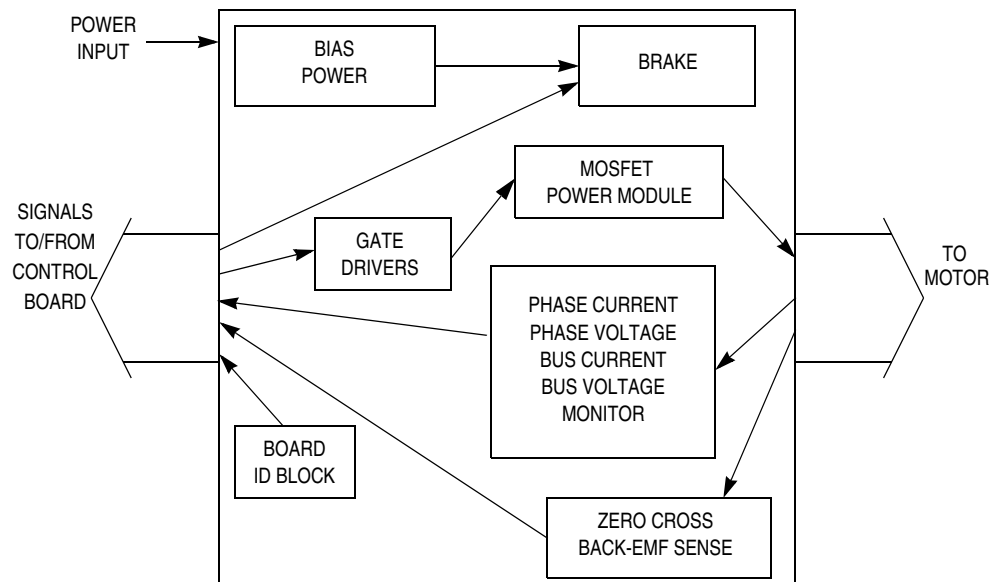 POWER
INPUT
BIAS
POWER
BRAKE
MOSFET
POWER MODULE
SIGNALS
TO/FROM
CONTROL
BOARD
GATE
DRIVERS
TO
MOTOR
PHASE CURRENT
PHASE VOLTAGE
BUS CURRENT
BUS VOLTAGE
MONITOR
BOARD
ID BLOCK
ZERO CROSS
BACK-EMF SENSE